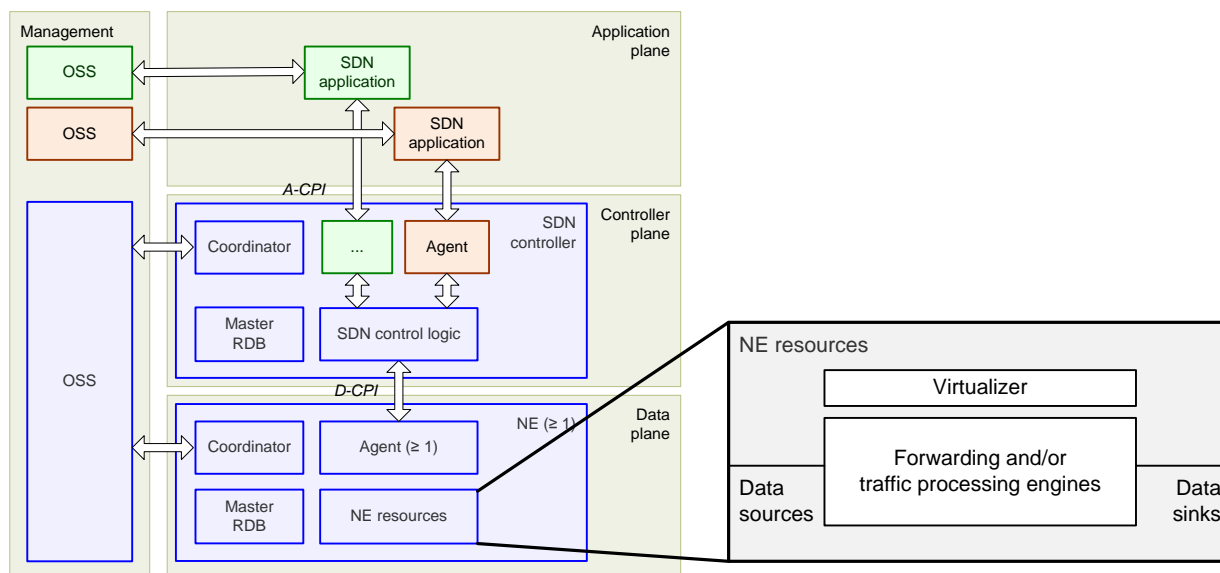 Management
OSS
OSS
OSS
Application
plane
SDN
application
SDN
application
A-CPI
Controller
plane
SDN
controller
Coordinator
...
Agent
Master
RDB
SDN control logic
D-CPI
Data
plane
NE (≥ 1)
Coordinator
Agent (≥ 1)
Master
RDB
NE resources
NE resources
Virtualizer
Forwarding and/or
traffic processing engines
Data
sources
Data
sinks